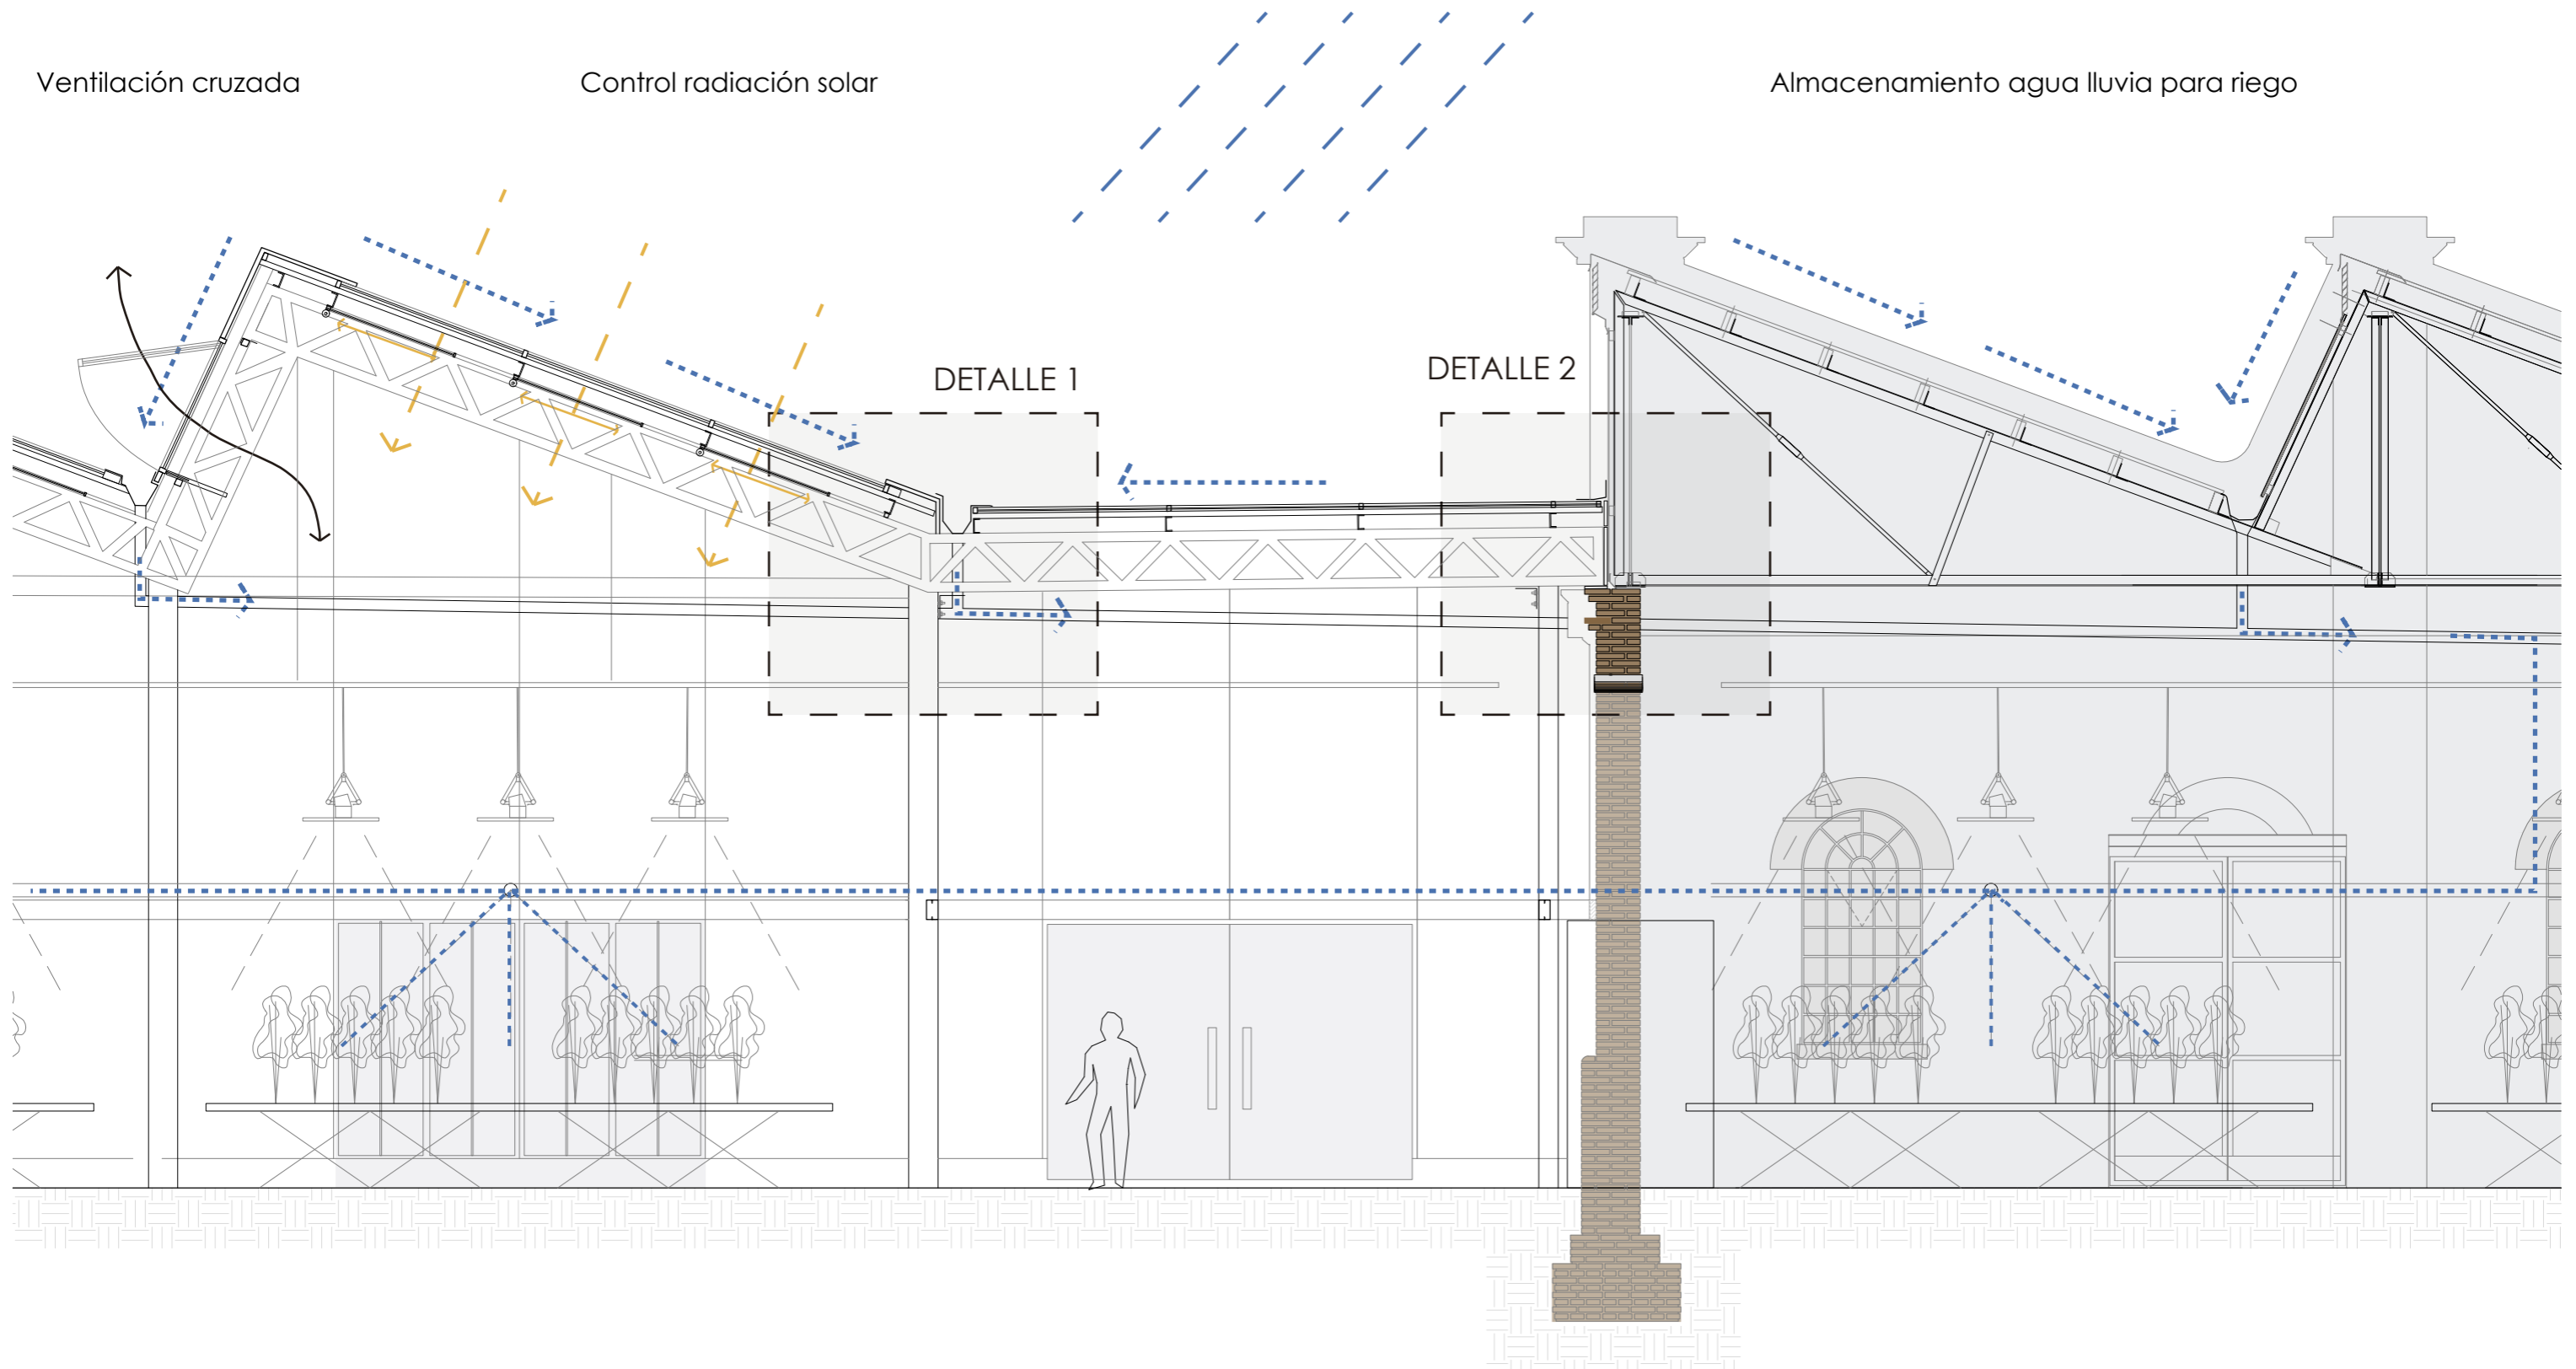 Ventilación cruzada
Control radiación solar
Almacenamiento agua lluvia para riego
DETALLE 1
DETALLE 2